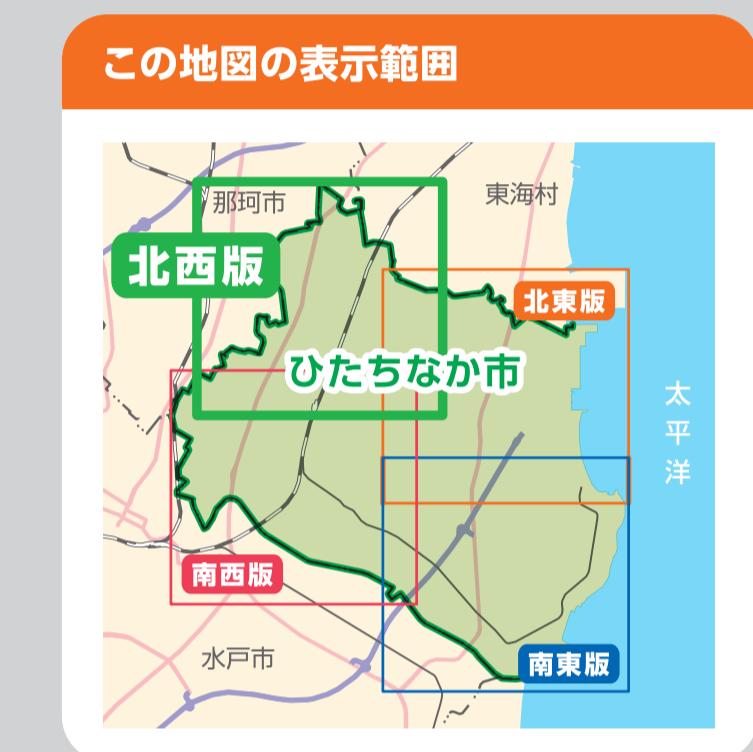 この地図の表示範囲
那珂市
東海村
北西版
北東版
ひたちなか市
太平洋
南西版
水戸市
南東版